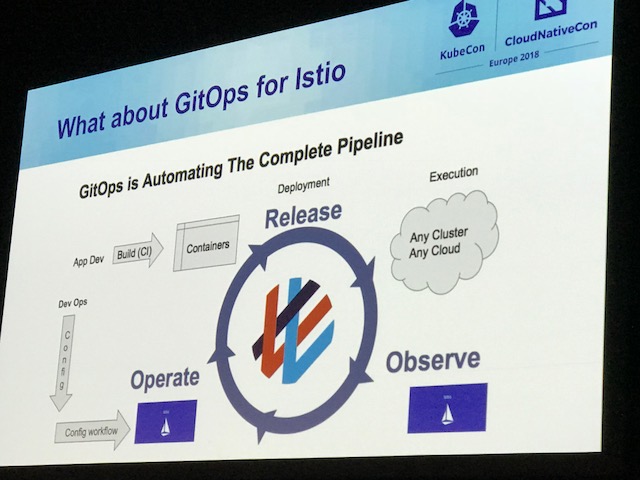 KubeCon
CloudNativeCon
Europe 2018
What about GitOps for Istio
GitOps is Automating The Complete Pipeline
Deployment
Release
Execution
App Dev
Build (CI)
Containers
Any Cluster
Any Cloud
Dev Ops
Config
Operate
Observe
Config workflow